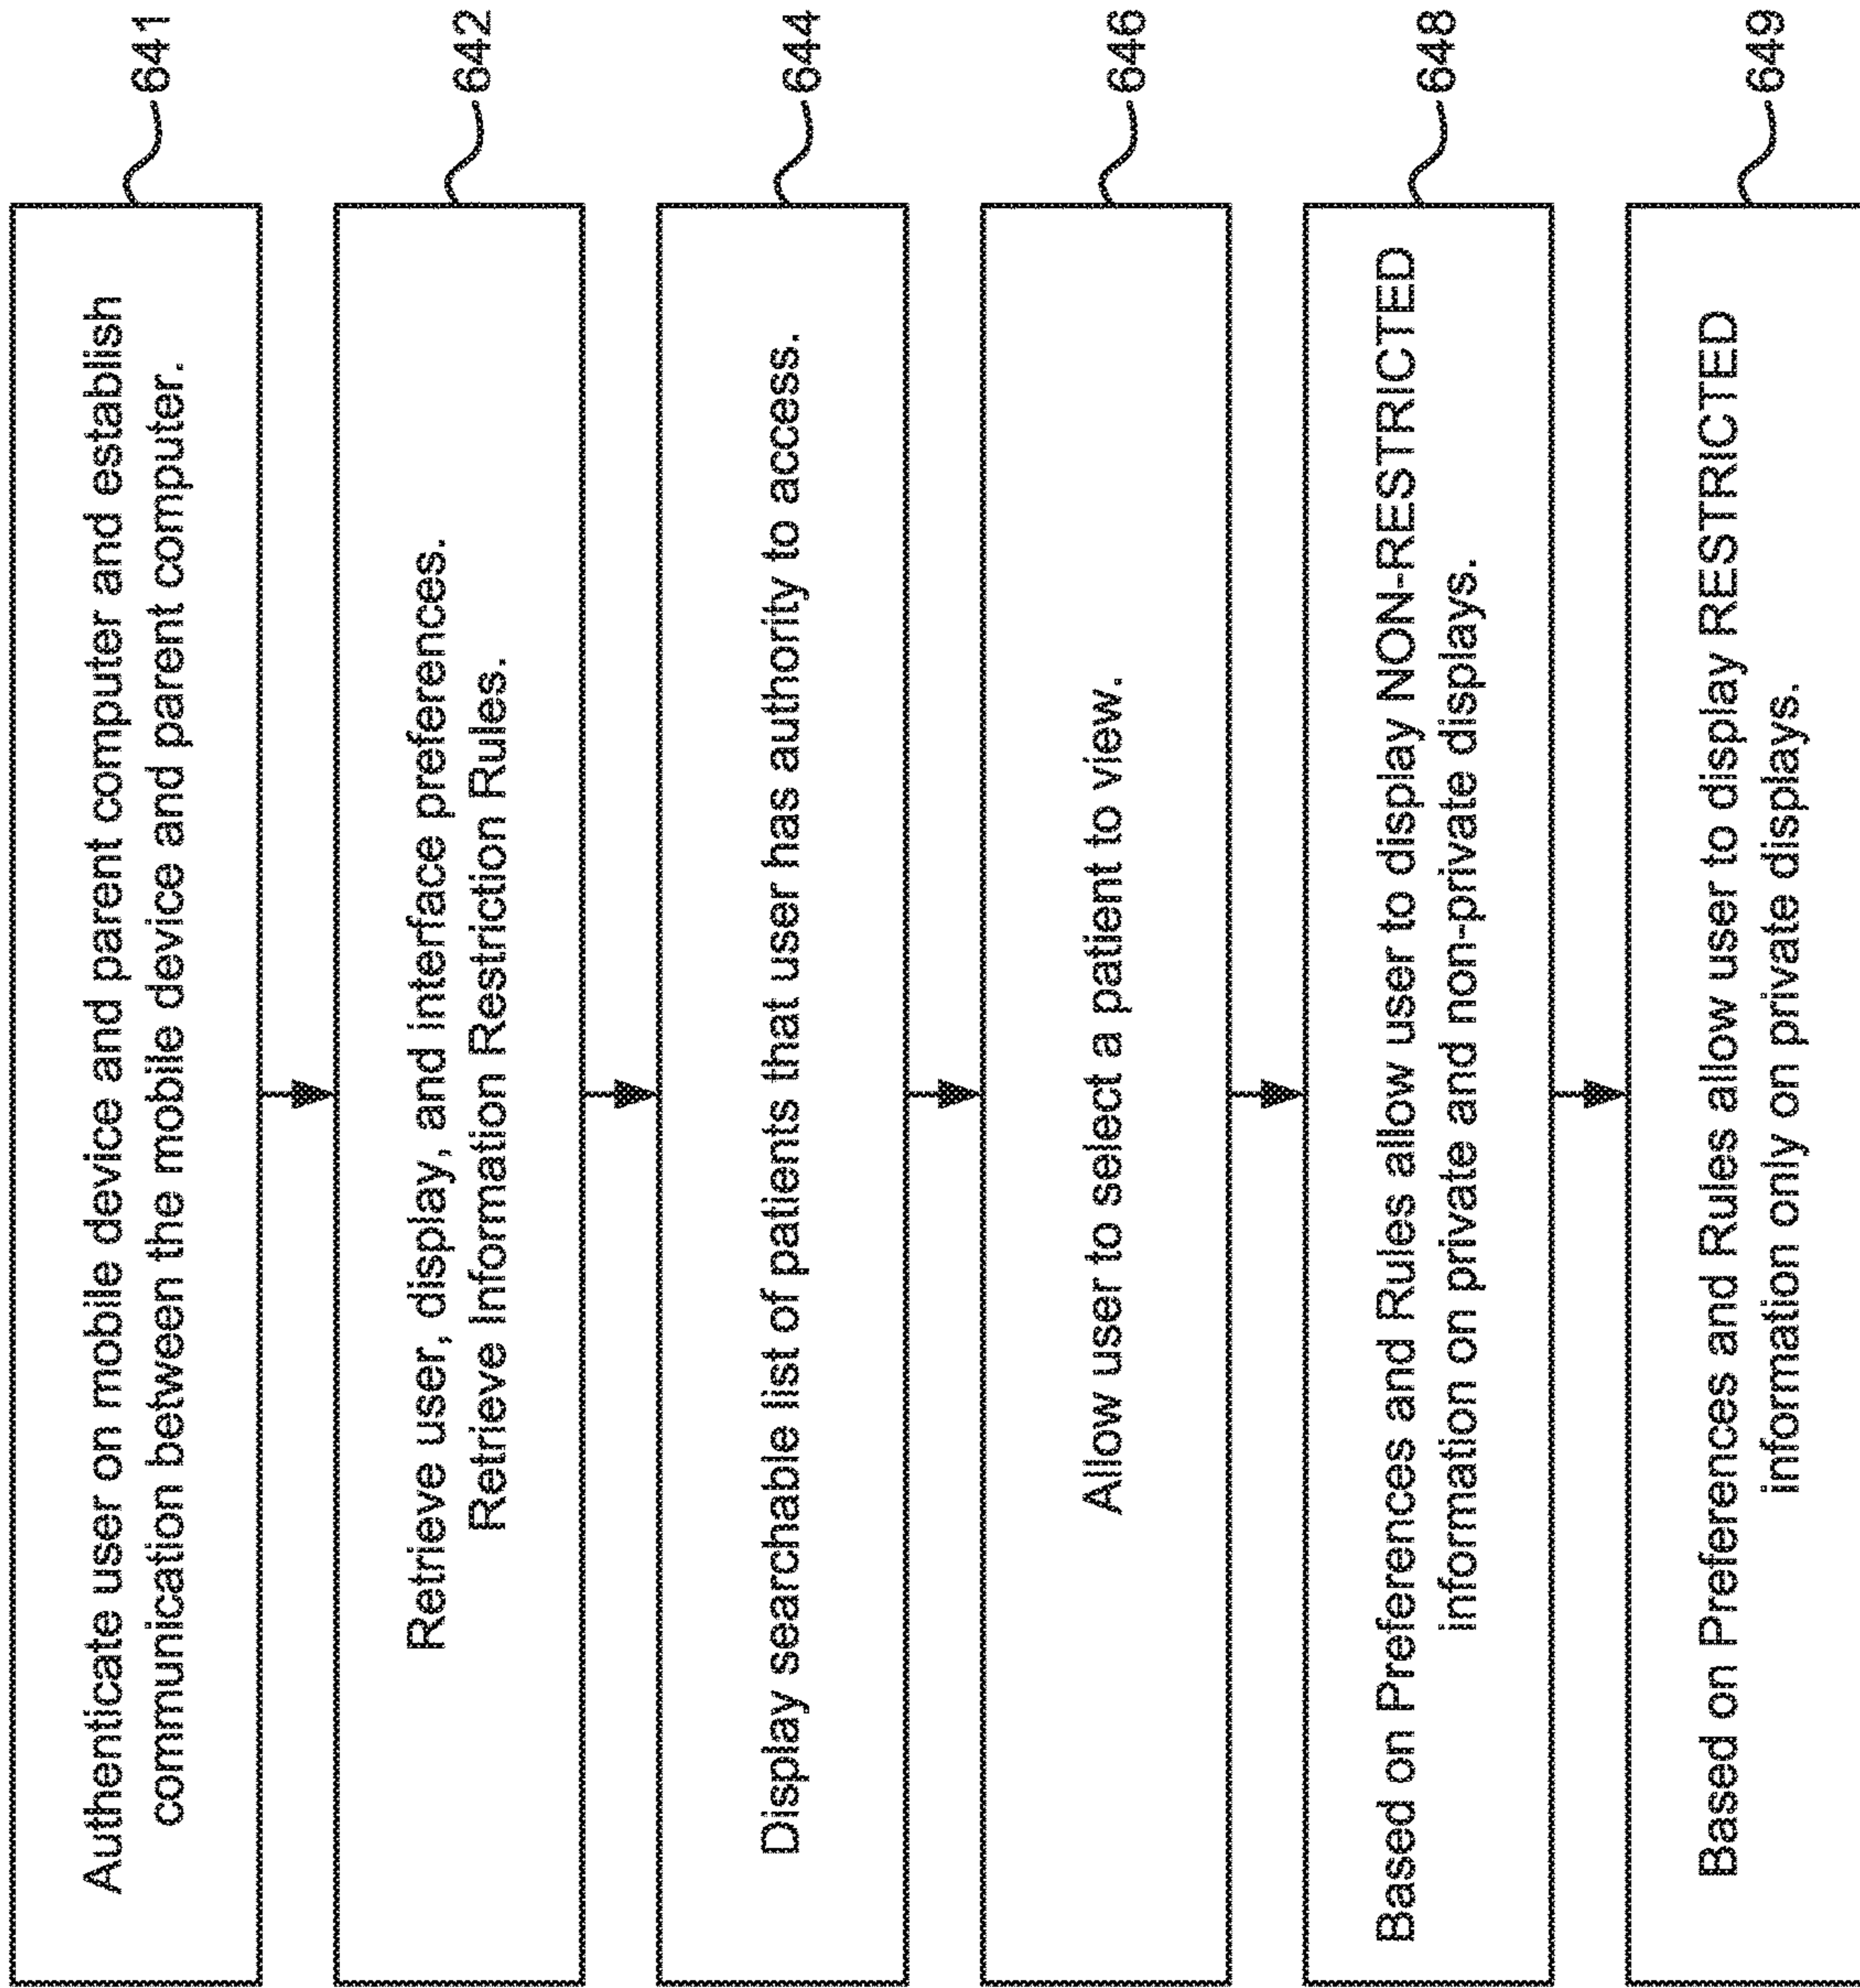 Authenticate user on mobile device and parent computer and establish
communication between the mobile device and parent computer.
641
Retrieve user, display, and interface preferences.
Retrieve Information Restriction Rules.
642
Display searchable list of patients that user has authority to access.
644
Allow user to select a patient to view.
646
Based on Preferences and Rules allow user to display NON-RESTRICTED
information on private and non-private displays.
648
Based on Preferences and Rules allow user to display RESTRICTED
information only on private displays.
649